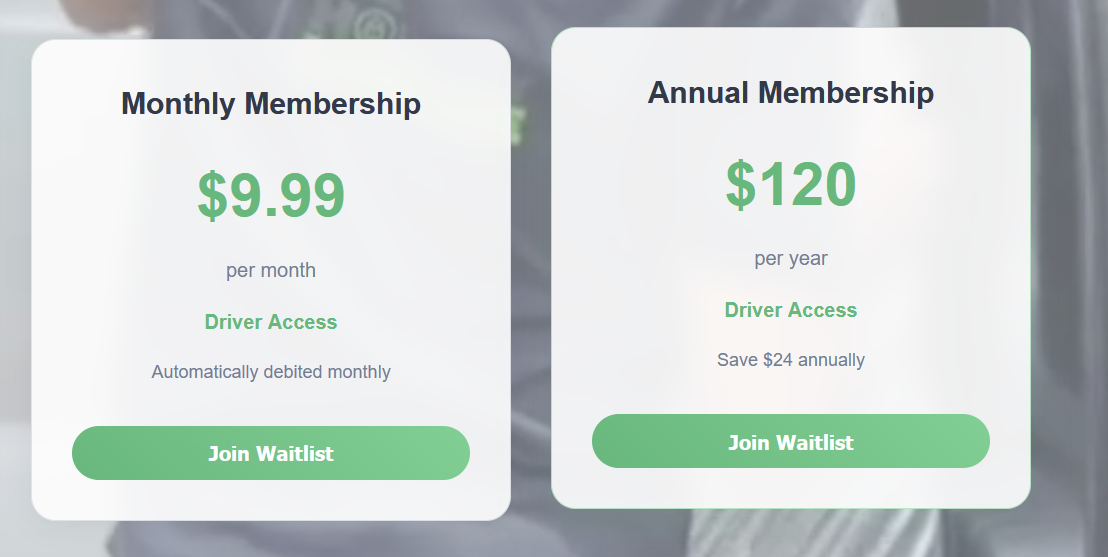 Monthly Membership
$9.99
per month
Driver Access
Automatically debited monthly
Join Waitlist
Annual Membership
$120
per year
Driver Access
Save $24 annually
Join Waitlist